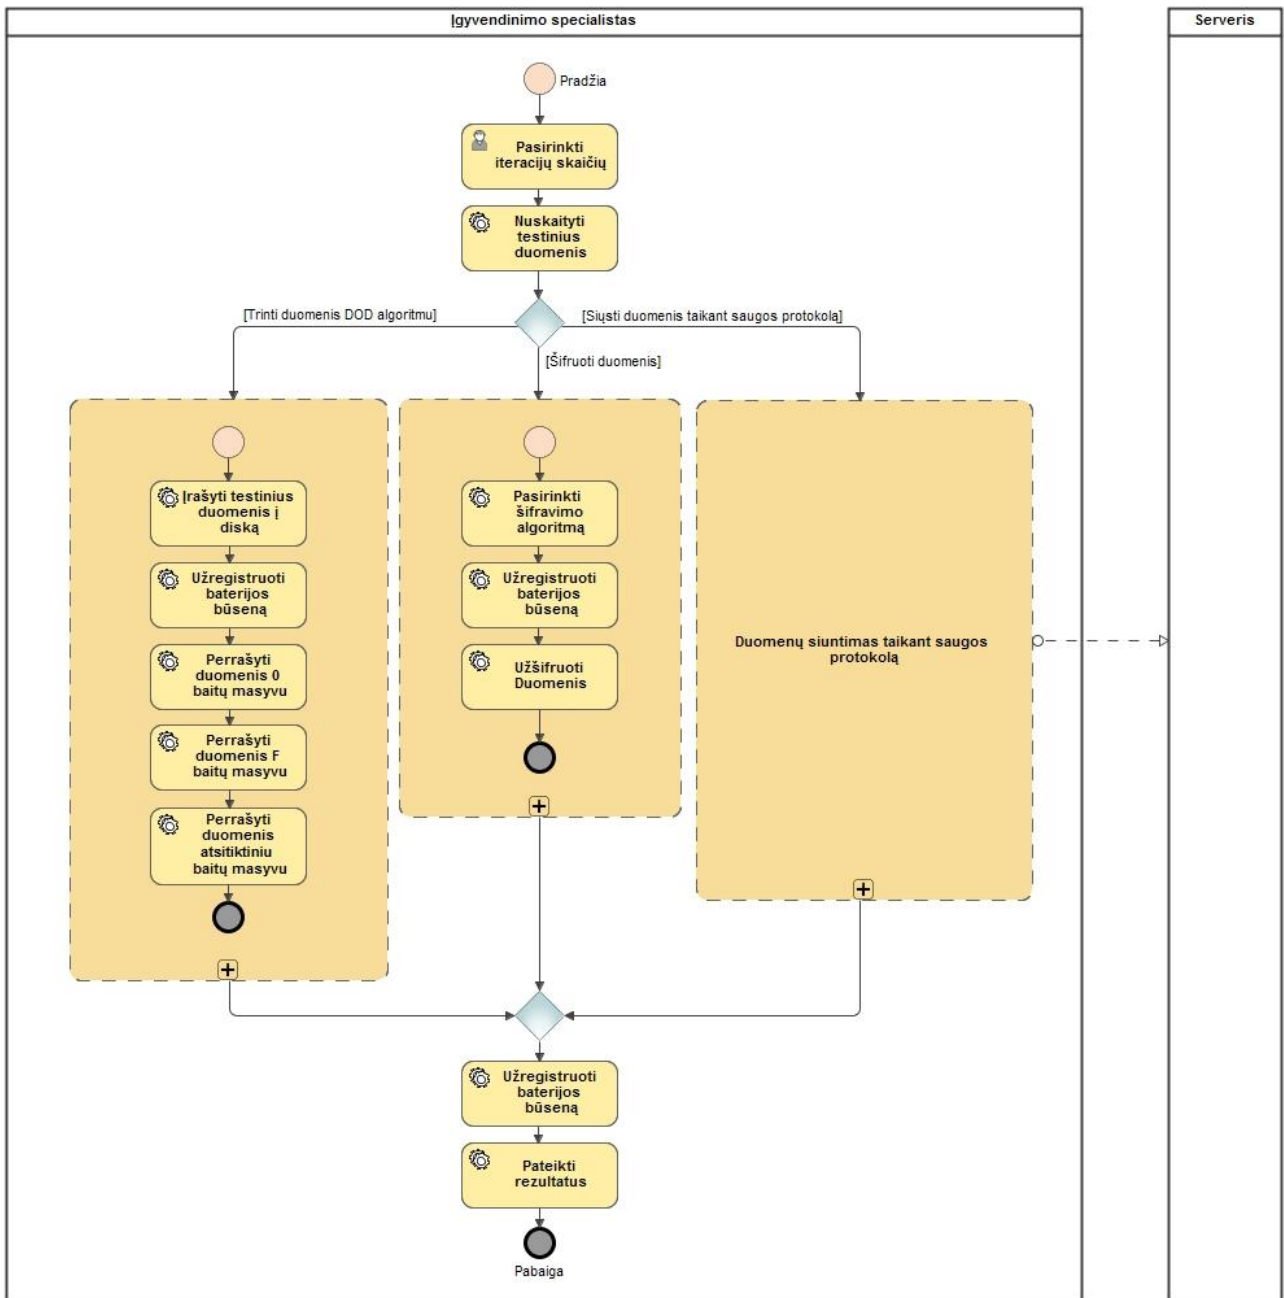 Įgyvendinimo specialistas
Serveris
Pradžia
Pasirinkti
iteracijų skaičių
Nuskaityti
testinius
duomenis
[Trinti duomenis DOD algoritmu]
[Siųsti duomenis taikant saugos protokolą]
[Šifruoti duomenis]
Įrašyti testinius
duomenis į
diską
Užregistruoti
baterijos
būseną
Perrašyti
duomenis 0
baitų masyvu
Perrašyti
duomenis F
baitų masyvu
Perrašyti
duomenis
atsitiktiniu
baitų masyvu
Pasirinkti
šifravimo
algoritmą
Užregistruoti
baterijos
būseną
Užšifruoti
Duomenis
Duomenų siuntimas taikant saugos
protokolą
Užregistruoti
baterijos
būseną
Pateikti
rezultatus
Pabaiga